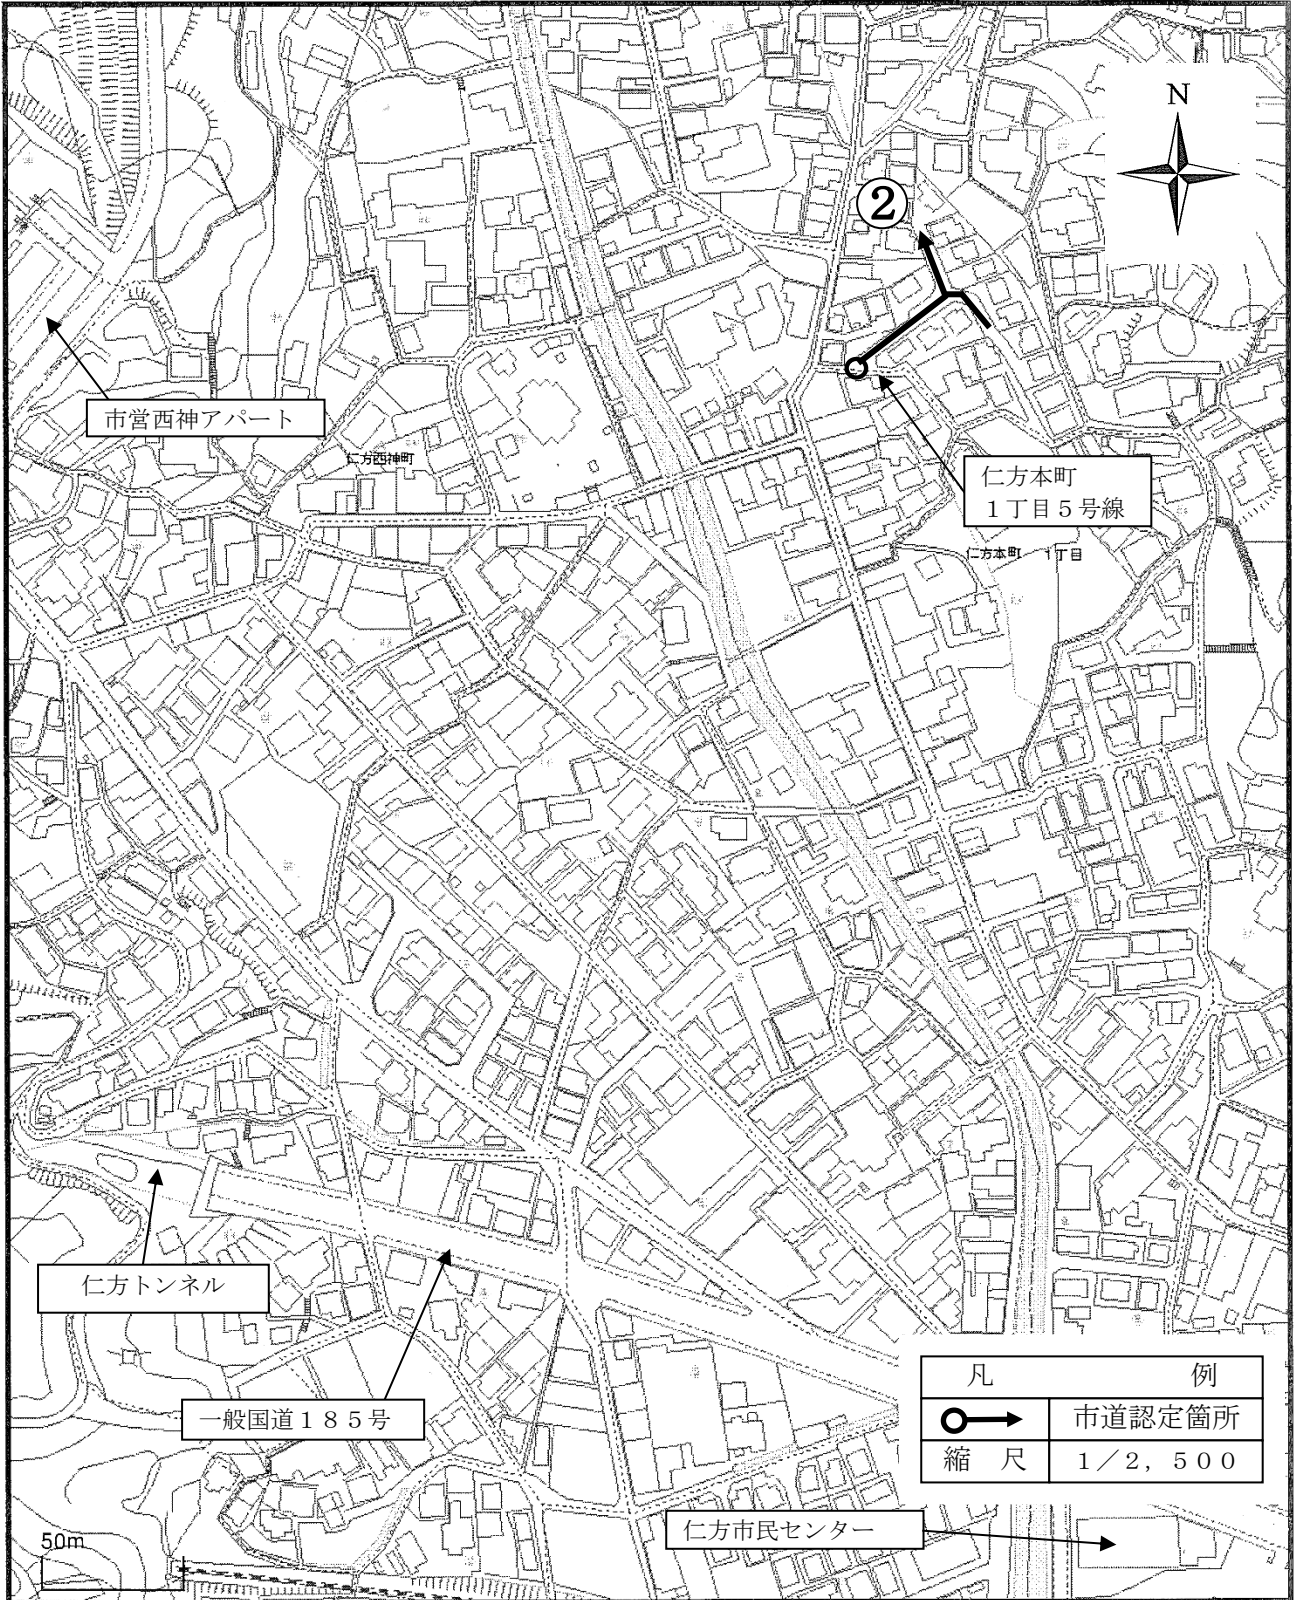 N
②
市営西神アパート
仁方西神町
仁方本町
１丁目５号線
仁方本町 1丁目
仁方トンネル
一般国道１８５号
凡 例
市道認定箇所
縮 尺 １／２，５００
仁方市民センター
50m